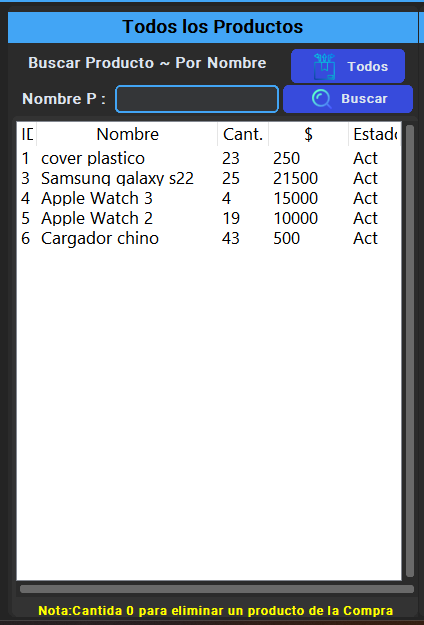 Todos los Productos
Buscar Producto ~ Por Nombre
Todos
Nombre P :
Buscar
ID Nombre Cant. $ Estado
1 cover plastico 23 250 Act
3 Samsung galaxy s22 25 21500 Act
4 Apple Watch 3 4 15000 Act
5 Apple Watch 2 19 10000 Act
6 Cargador chino 43 500 Act
Nota:Cantida 0 para eliminar un producto de la Compra